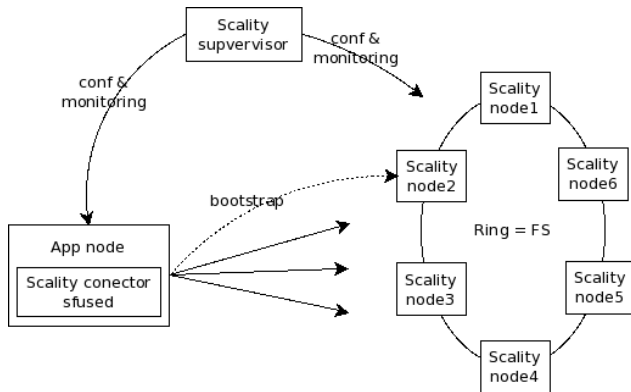 Scality
supvervisor
conf &
monitoring
conf &
monitoring
Scality
node1
Scality
node2
Scality
node6
bootstrap
Ring = FS
App node
Scality conector
sfused
Scality
node3
Scality
node5
Scality
node4